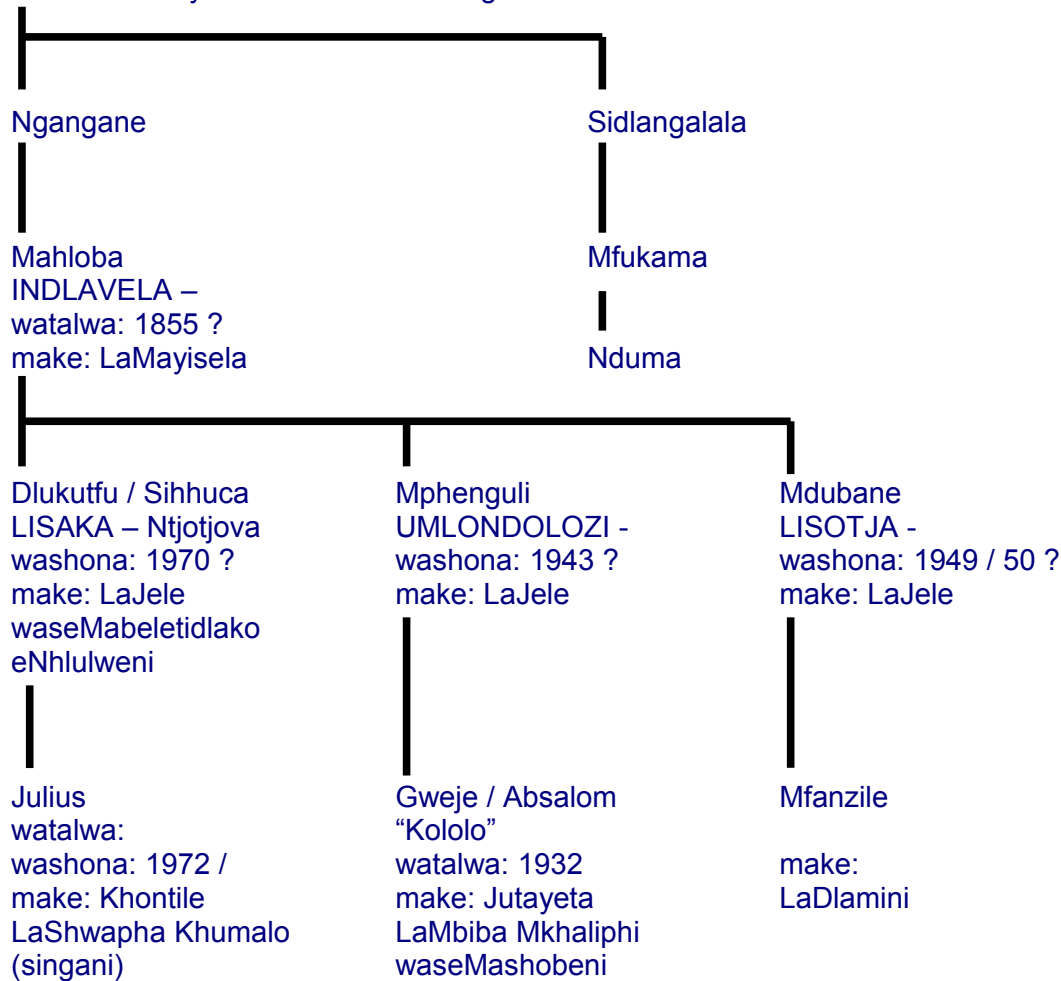 Ngangane
Sidlangalala
Mahloba
INDLAVELA –
watalwa: 1855 ?
make: LaMayisela
Mfukama
Nduma
Dlukutfu / Sihhuca
LISAKA – Ntjotjova
washona: 1970 ?
make: LaJele
waseMabeletidlako
eNhlulweni
Mphenguli
UMLONDOLOZI -
washona: 1943 ?
make: LaJele
Mdubane
LISOTJA -
washona: 1949 / 50 ?
make: LaJele
Julius
watalwa:
washona: 1972 /
make: Khontile
LaShwapha Khumalo
(singani)
Gweje / Absalom
“Kololo”
watalwa: 1932
make: Jutayeta
LaMbiba Mkhaliphi
waseMashobeni
Mfanzile
make:
LaDlamini